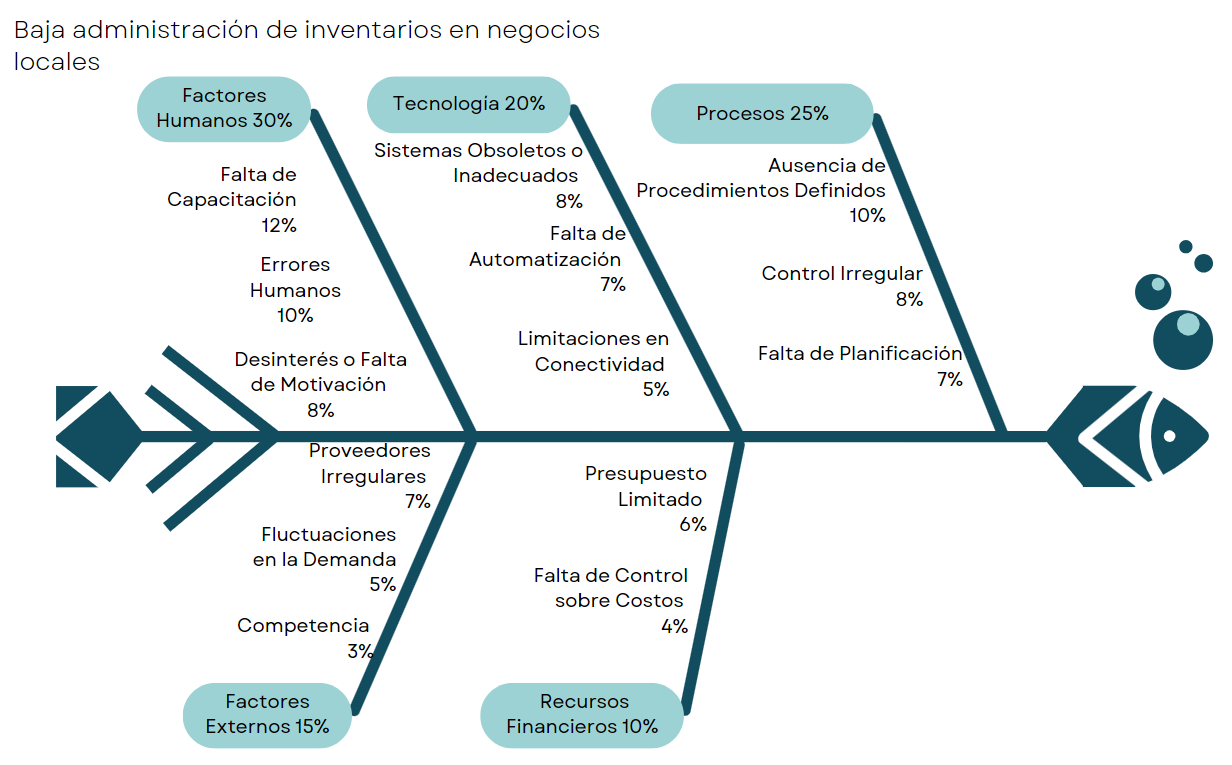 Baja administración de inventarios en negocios
locales
Factores
Humanos 30%
Falta de
Capacitación
12%
Errores
Humanos
10%
Desinterés o Falta
de Motivación
8%
Tecnología 20%
Sistemas Obsoletos o
Inadecuados
8%
Falta de
Automatización
7%
Limitaciones en
Conectividad
5%
Procesos 25%
Ausencia de
Procedimientos Definidos
10%
Control Irregular
8%
Falta de Planificación
7%
Proveedores
Irregulares
7%
Fluctuaciones
en la Demanda
5%
Competencia
3%
Factores
Externos 15%
Presupuesto
Limitado
6%
Falta de Control
sobre Costos
4%
Recursos
Financieros 10%